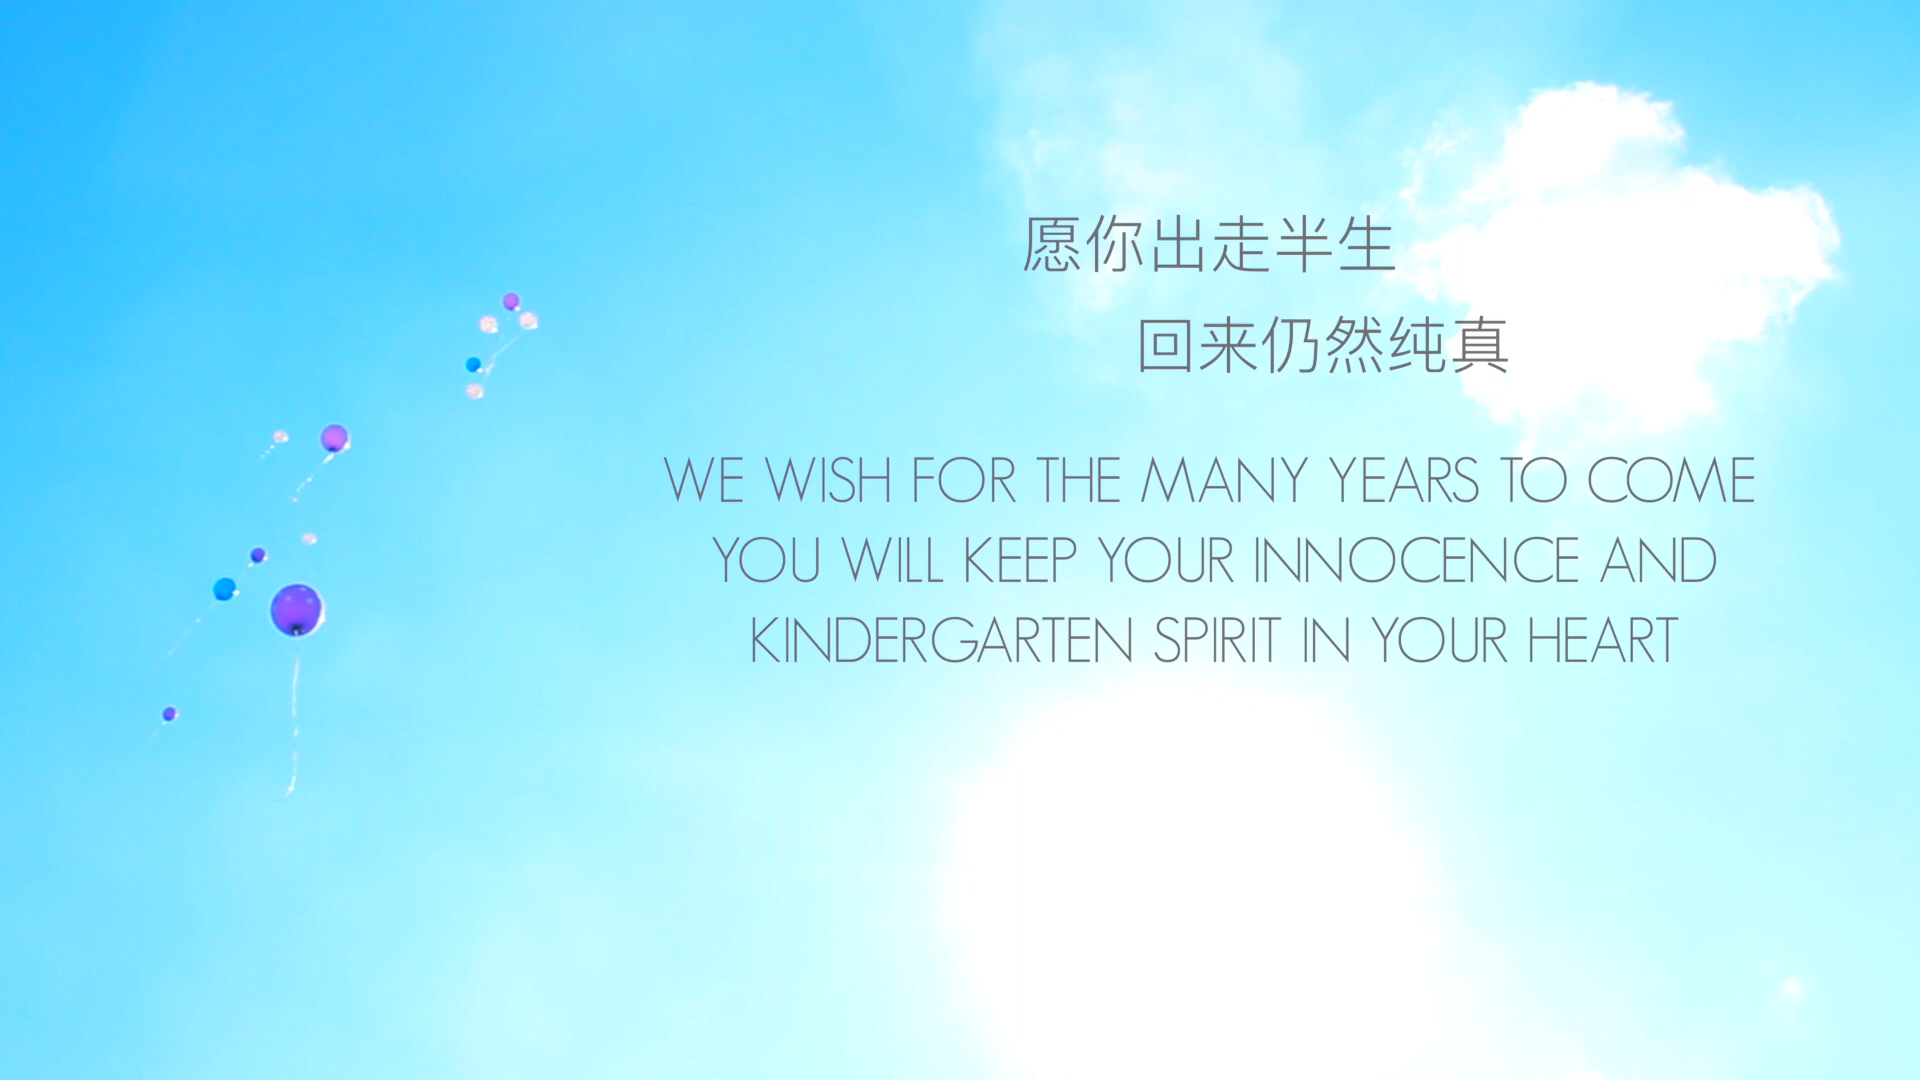 愿你出走半生
回来仍然纯真
WE WISH FOR THE MANY YEARS TO COME
YOU WILL KEEP YOUR INNOCENCE AND
KINDERGARTEN SPIRIT IN YOUR HEART